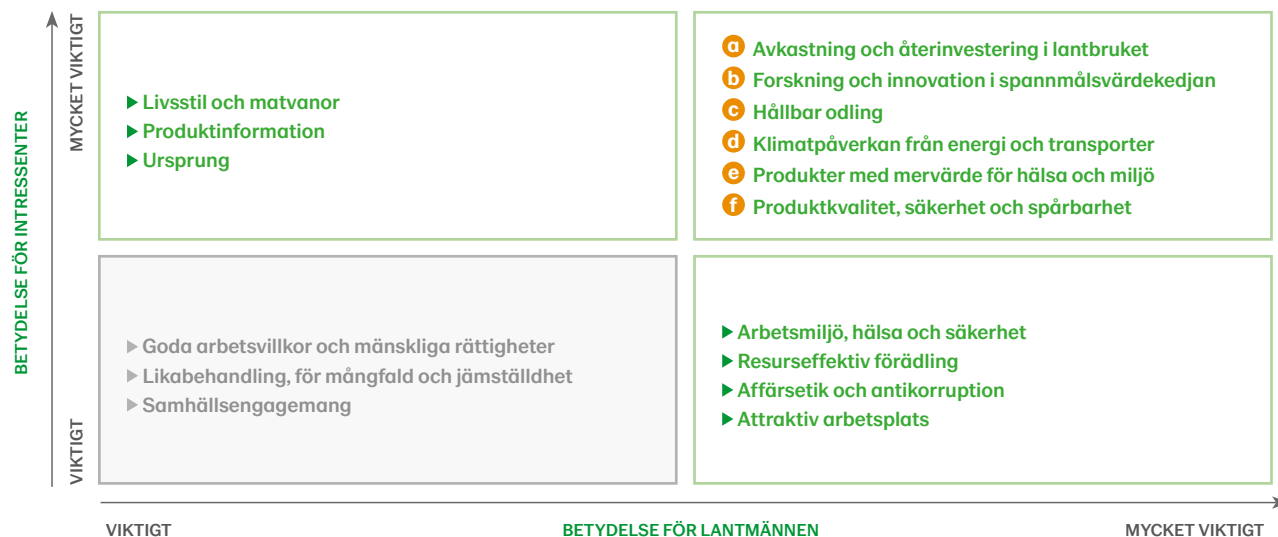 BETYDELSE FÖR INTRESSENTER
MYCKET VIKTIGT
VIKTIGT
Livsstil och matvanor
Produktinformation
Ursprung
a Avkastning och återinvestering i lantbruket
b Forskning och innovation i spannmålsvärdekedjan
c Hållbar odling
d Klimatpåverkan från energi och transporter
e Produkter med mervärde för hälsa och miljö
f Produktkvalitet, säkerhet och spårbarhet
Goda arbetsvillkor och mänskliga rättigheter
Likabehandling, för mångfald och jämställdhet
Samhällsengagemang
Arbetsmiljö, hälsa och säkerhet
Resurseffektiv förädling
Affärsetik och antikorruption
Attraktiv arbetsplats
VIKTIGT
BETYDELSE FÖR LANTMÄNNEN
MYCKET VIKTIGT